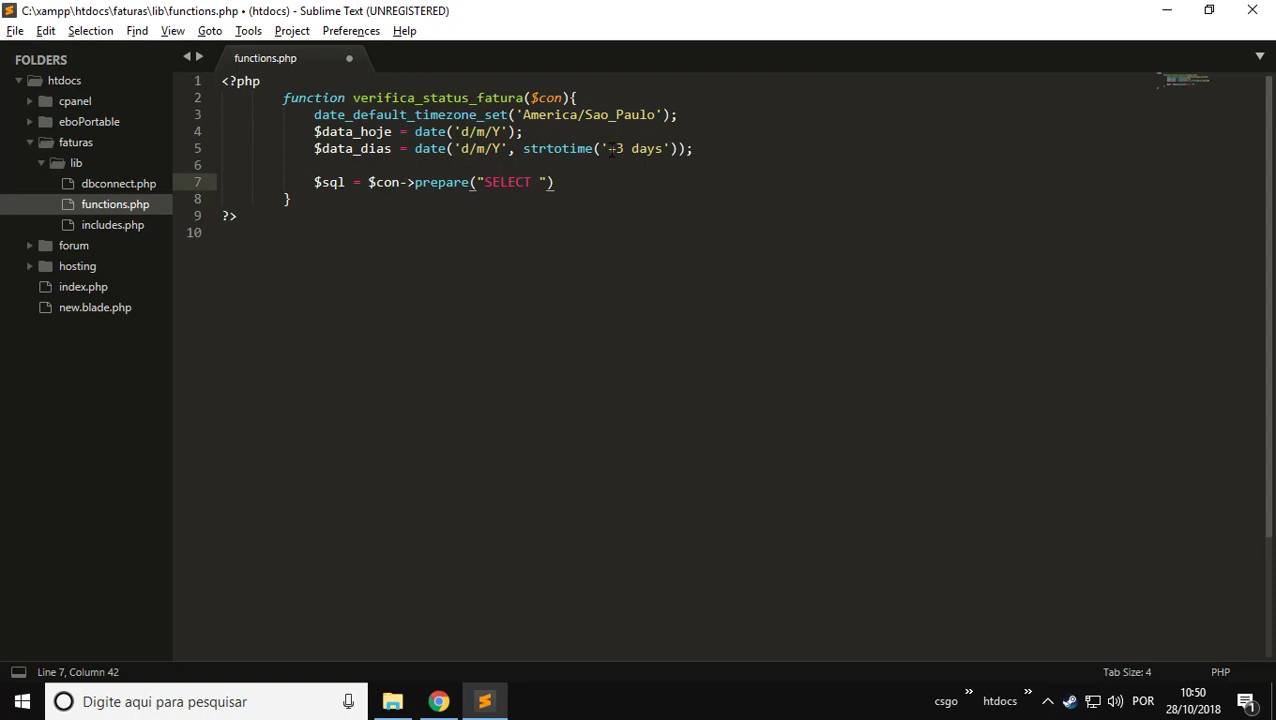 C:\xampp\htdocs\faturas\lib\functions.php • (htdocs) - Sublime Text (UNREGISTERED)
File Edit Selection Find View Goto Tools Project Preferences Help
FOLDERS
htdocs
cpanel
eboPortable
faturas
lib
dbconnect.php
functions.php
includes.php
forum
hosting
index.php
new.blade.php
functions.php
1 <?php
2 function verifica_status_fatura($con){
3 date_default_timezone_set('America/Sao_Paulo');
4 $data_hoje = date('d/m/Y');
5 $data_dias = date('d/m/Y', strtotime('-3 days'));
6
7 $sql = $con->prepare("SELECT ")
8 }
9 ?>
10
Line 7, Column 42
Tab Size: 4
PHP
Digite aqui para pesquisar
csgo
»
htdocs
»
POR
10:50
28/10/2018
1